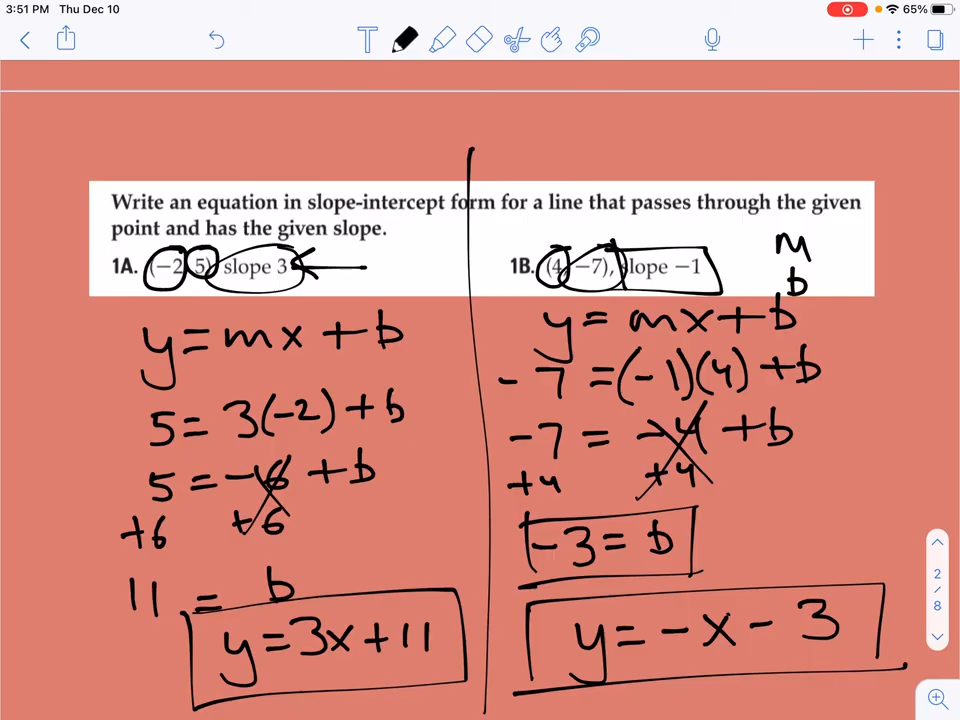 3:51 PM Thu Dec 10
65%
T
Write an equation in slope-intercept form for a line that passes through the given
point and has the given slope.
1A. (−2, 5), slope 3
1B. (4, −7), slope −1
m
b
y = mx + b
5 = 3(-2) + b
5 = -6 + b
+6 +6
11 = b
y = 3x + 11
y = mx + b
-7 = (-1)(4) + b
-7 = -4 + b
+4 +4
-3 = b
y = -x - 3
2
/
8